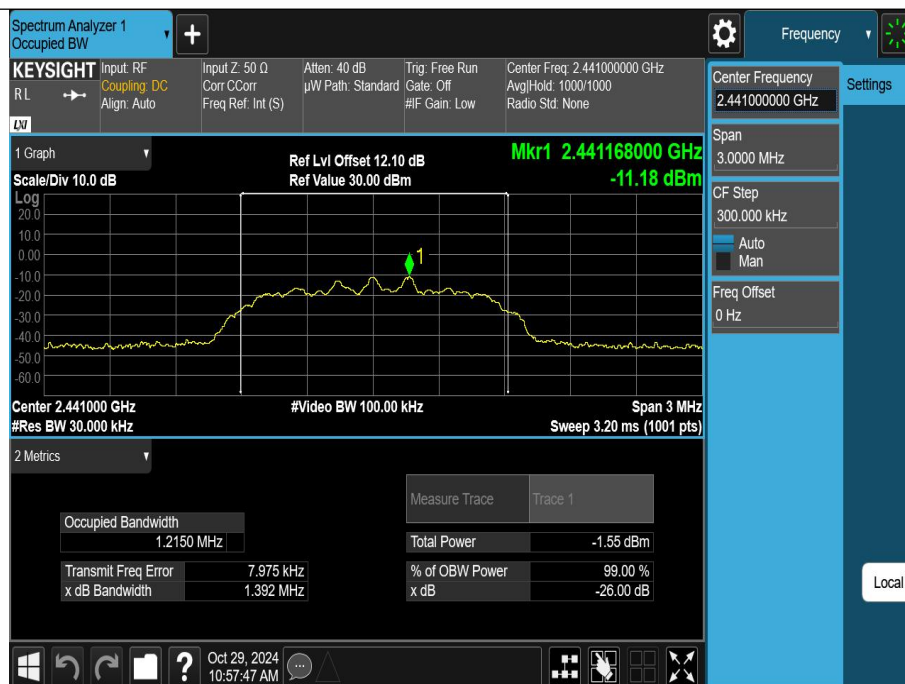 Spectrum Analyzer 1
Occupied BW
Frequency
KEYSIGHT
RL
LXI
Input: RF
Coupling: DC
Align: Auto
Input Z: 50 Ω
Corr CCorr
Freq Ref: Int (S)
Atten: 40 dB
µW Path: Standard
Trig: Free Run
Gate: Off
#IF Gain: Low
Center Freq: 2.441000000 GHz
Avg|Hold: 1000/1000
Radio Std: None
Center Frequency
2.441000000 GHz
Settings
Span
3.0000 MHz
CF Step
300.000 kHz
Auto
Man
Freq Offset
0 Hz
Local
1 Graph
Scale/Div 10.0 dB
Ref Lvl Offset 12.10 dB
Ref Value 30.00 dBm
Mkr1 2.441168000 GHz
-11.18 dBm
Log
20.0
10.0
0.00
-10.0
-20.0
-30.0
-40.0
-50.0
-60.0
1
Center 2.441000 GHz
#Res BW 30.000 kHz
#Video BW 100.00 kHz
Span 3 MHz
Sweep 3.20 ms (1001 pts)
2 Metrics
Measure Trace Trace 1
Occupied Bandwidth
1.2150 MHz
Total Power -1.55 dBm
Transmit Freq Error 7.975 kHz
% of OBW Power 99.00 %
x dB Bandwidth 1.392 MHz
x dB -26.00 dB
?
Oct 29, 2024
10:57:47 AM